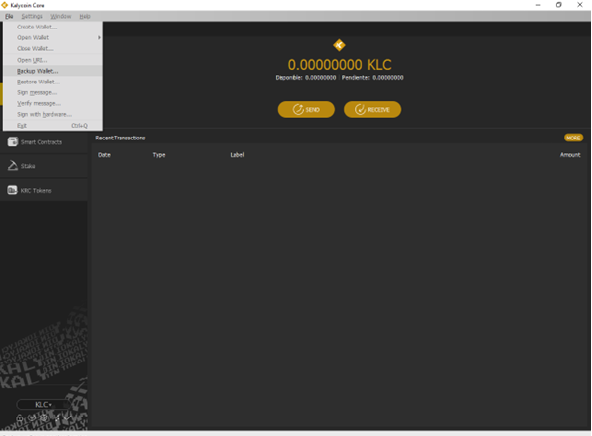 Kalycoin Core
File Settings Window Help
Create Wallet...
Open Wallet
Close Wallet...
Open URL...
Backup Wallet...
Restore Wallet...
Sign message...
Verify message...
Sign with hardware...
Exit Ctrl+Q
0.00000000 KLC
Disponible: 0.00000000 Pendiente: 0.00000000
SEND RECEIVE
Smart Contracts
Stake
KRC Tokens
Recent Transactions MORE
Date Type Label Amount
KLC